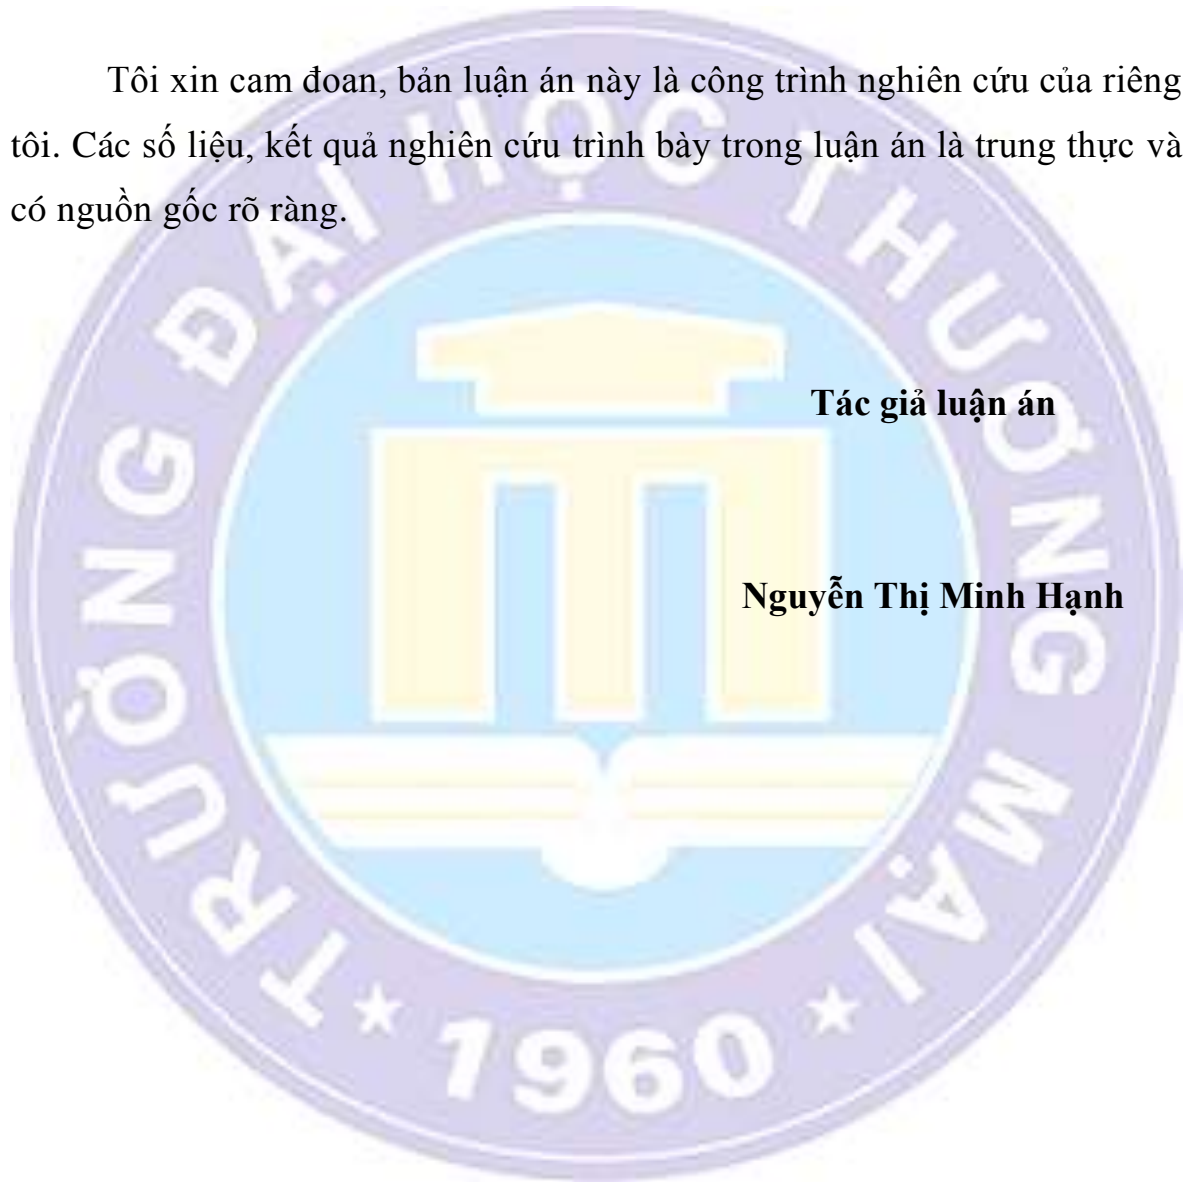 Tôi xin cam đoan, bản luận án này là công trình nghiên cứu của riêng
tôi. Các số liệu, kết quả nghiên cứu trình bày trong luận án là trung thực và
có nguồn gốc rõ ràng.
Tác giả luận án
Nguyễn Thị Minh Hạnh
TRƯỜNG ĐẠI HỌC THƯƠNG MẠI
1960